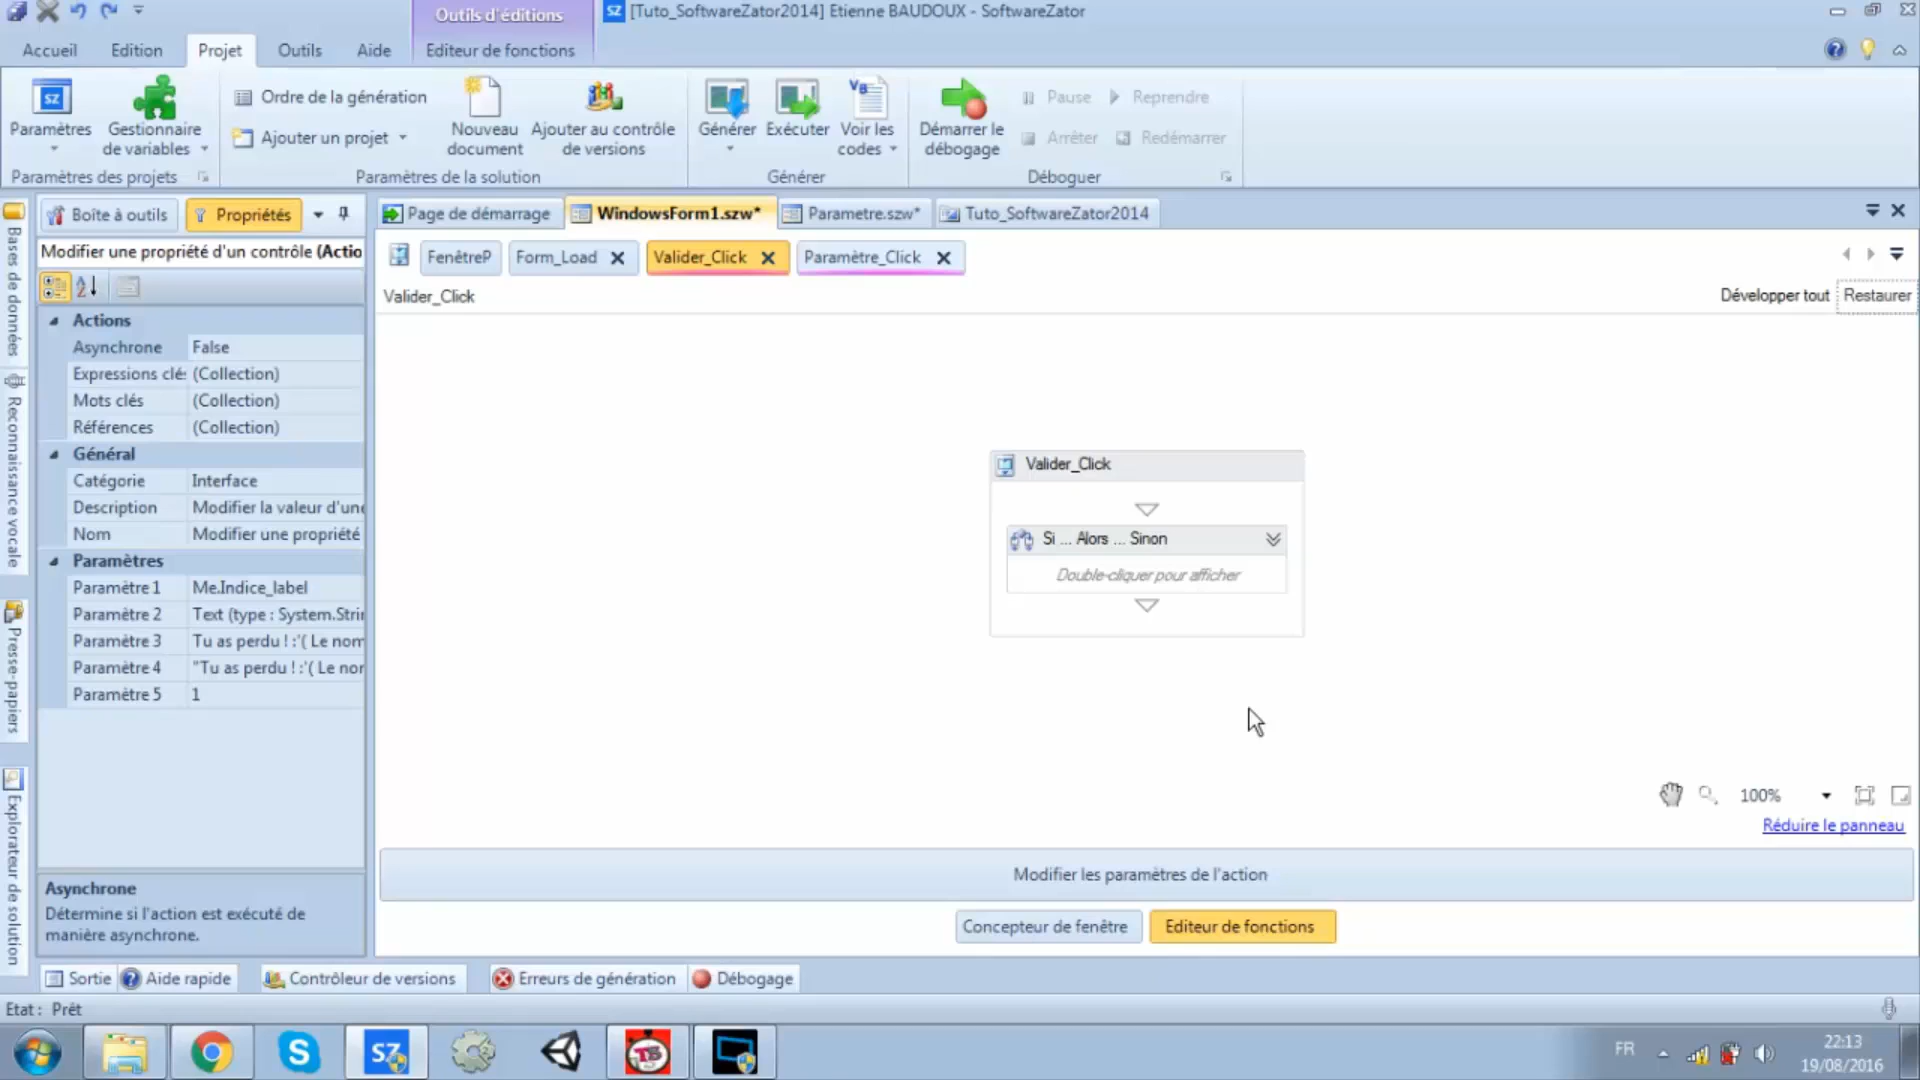 Outils d'éditions
SZ [Tuto_SoftwareZator2014] Etienne BAUDOUX - SoftwareZator
Accueil Edition Projet Outils Aide Editeur de fonctions
Paramètres
Gestionnaire de variables
Ordre de la génération
Ajouter un projet
Nouveau document
Ajouter au contrôle de versions
Générer
Exécuter
Voir les codes
Démarrer le débogage
Pause Reprendre
Arrêter Redémarrer
Paramètres des projets Paramètres de la solution Générer Déboguer
Boîte à outils Propriétés
Page de démarrage WindowsForm1.szw* Parametre.szw* Tuto_SoftwareZator2014
Modifier une propriété d'un contrôle (Actio
FenêtreP Form_Load Valider_Click Paramètre_Click
Valider_Click Développer tout Restaurer
Bases de données
Reconnaissance vocale
Presse-papiers
Explorateur de solution
Actions
Asynchrone False
Expressions clés (Collection)
Mots clés (Collection)
Références (Collection)
Général
Catégorie Interface
Description Modifier la valeur d'une
Nom Modifier une propriété
Paramètres
Paramètre 1 Me.Indice_label
Paramètre 2 Text (type : System.Strin
Paramètre 3 Tu as perdu ! :'( Le nom
Paramètre 4 "Tu as perdu ! :'( Le nor
Paramètre 5 1
Asynchrone
Détermine si l'action est exécuté de
manière asynchrone.
Valider_Click
Si ... Alors ... Sinon
Double-cliquer pour afficher
100%
Réduire le panneau
Modifier les paramètres de l'action
Concepteur de fenêtre Editeur de fonctions
Sortie Aide rapide Contrôleur de versions Erreurs de génération Débogage
Etat : Prêt
FR
22:13
19/08/2016